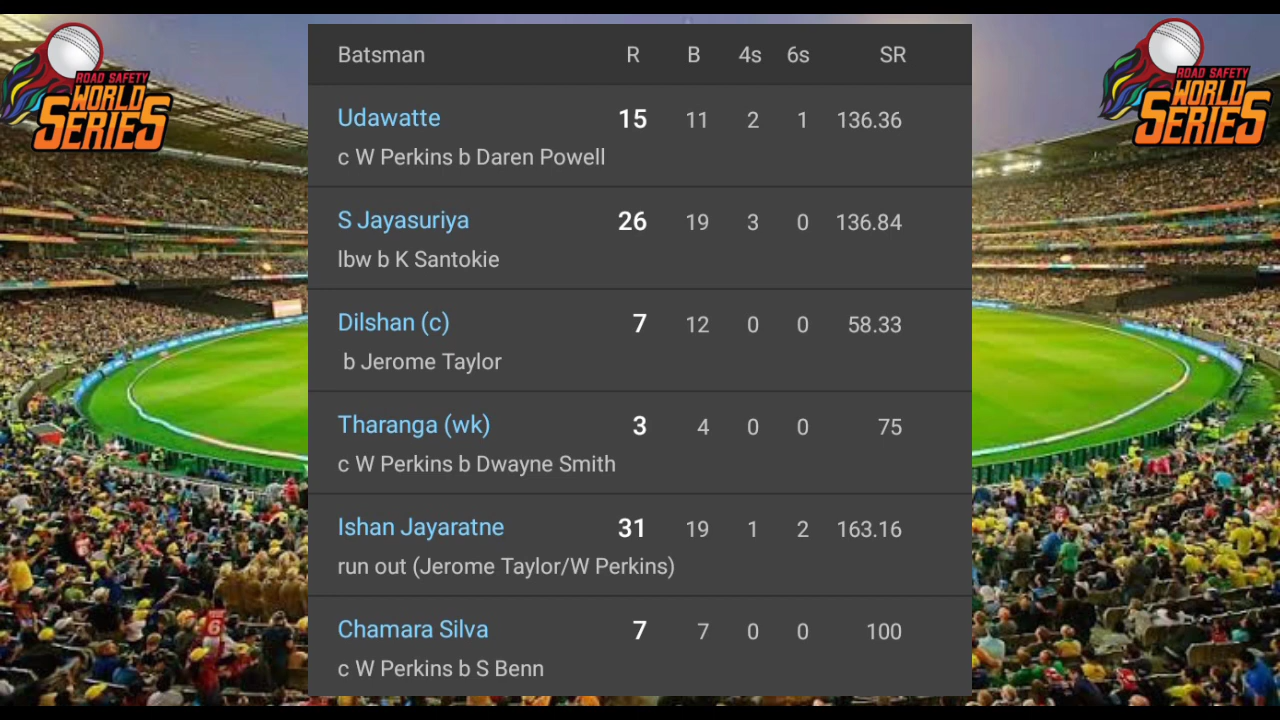 ROAD SAFETY
WORLD
SERIES
ROAD SAFETY
WORLD
SERIES
Batsman R B 4s 6s SR
Udawatte 15 11 2 1 136.36
c W Perkins b Daren Powell
S Jayasuriya 26 19 3 0 136.84
lbw b K Santokie
Dilshan (c) 7 12 0 0 58.33
b Jerome Taylor
Tharanga (wk) 3 4 0 0 75
c W Perkins b Dwayne Smith
Ishan Jayaratne 31 19 1 2 163.16
run out (Jerome Taylor/W Perkins)
Chamara Silva 7 7 0 0 100
c W Perkins b S Benn
6